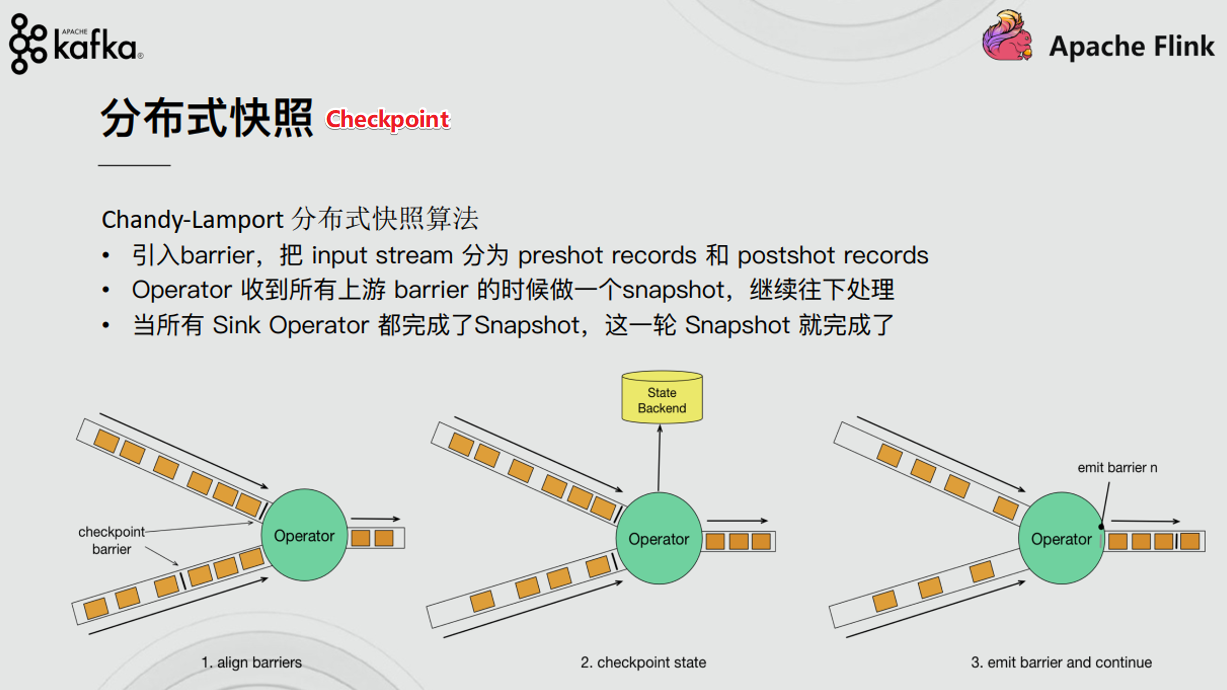 APACHE
kafka®
Apache Flink
分布式快照 Checkpoint
Chandy-Lamport 分布式快照算法
• 引入barrier，把 input stream 分为 preshot records 和 postshot records
• Operator 收到所有上游 barrier 的时候做一个snapshot，继续往下处理
• 当所有 Sink Operator 都完成了Snapshot，这一轮 Snapshot 就完成了
State
Backend
emit barrier n
checkpoint
barrier
Operator
Operator
Operator
1. align barriers
2. checkpoint state
3. emit barrier and continue